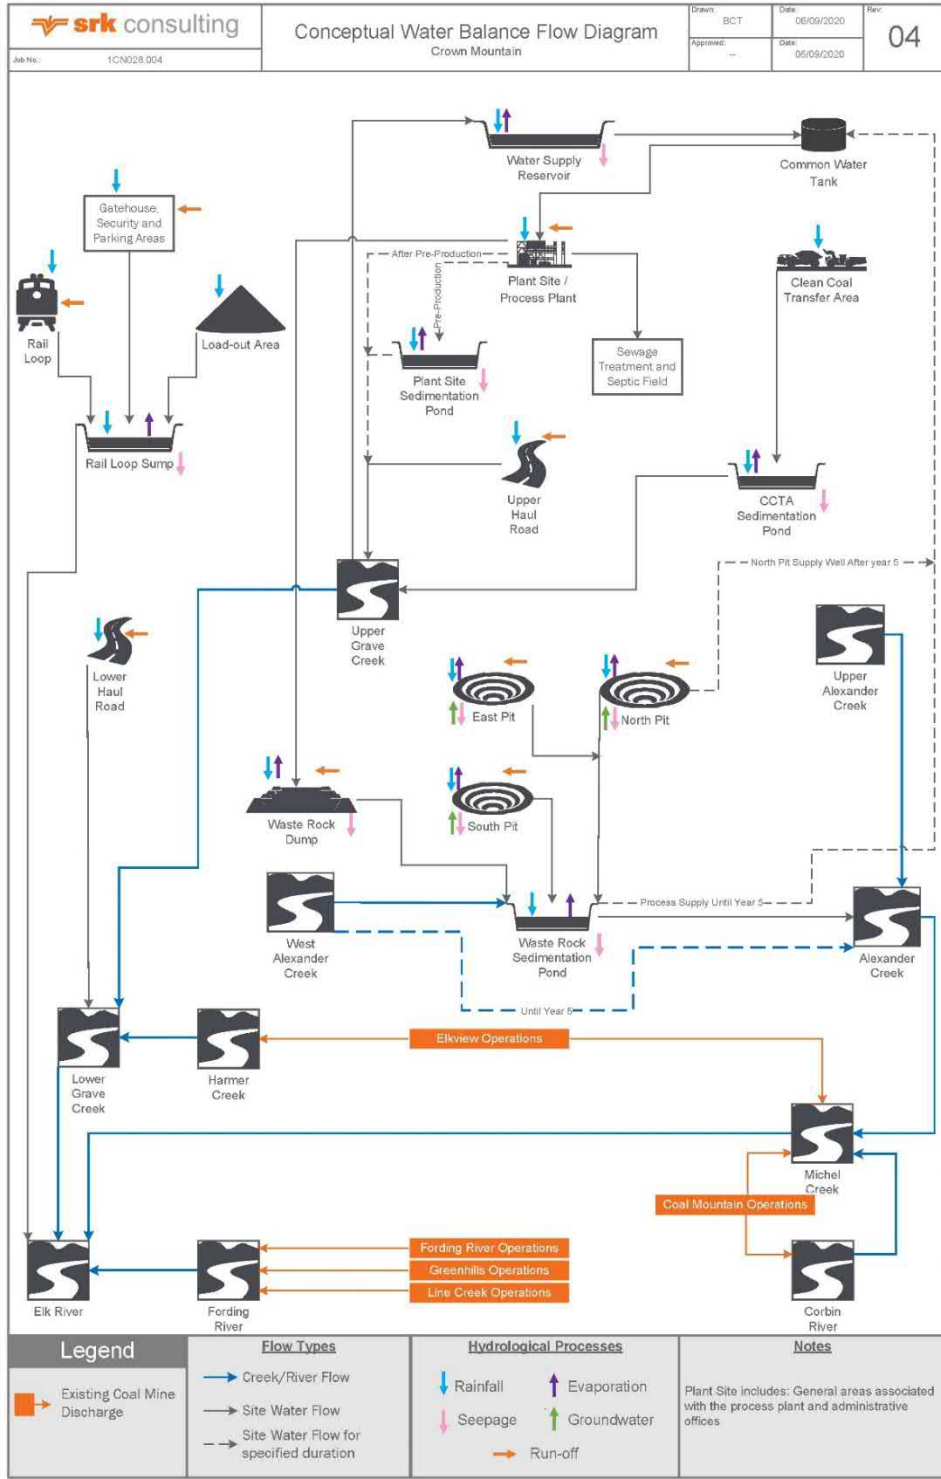 srk consulting
Job No.: 1CN028.004
Conceptual Water Balance Flow Diagram
Crown Mountain
Drawn: BCT
Date: 06/09/2020
Approved: --
Date: 06/09/2020
Rev: 04
Water Supply
Reservoir
Common Water
Tank
Gatehouse,
Security and
Parking Areas
After Pre-Production
Pre-Production
Plant Site /
Process Plant
Clean Coal
Transfer Area
Rail
Loop
Load-out Area
Plant Site
Sedimentation
Pond
Sewage
Treatment and
Septic Field
Rail Loop Sump
Upper
Haul
Road
CCTA
Sedimentation
Pond
North Pit Supply Well After year 5
Upper
Grave
Creek
Lower
Haul
Road
Upper
Alexander
Creek
East Pit
North Pit
Waste Rock
Dump
South Pit
Process Supply Until Year 5
West
Alexander
Creek
Waste Rock
Sedimentation
Pond
Alexander
Creek
Until Year 5
Elkview Operations
Lower
Grave
Creek
Harmer
Creek
Michel
Creek
Coal Mountain Operations
Fording River Operations
Greenhills Operations
Line Creek Operations
Elk River
Fording
River
Corbin
River
Legend
Existing Coal Mine
Discharge
Flow Types
Creek/River Flow
Site Water Flow
Site Water Flow for
specified duration
Hydrological Processes
Rainfall
Evaporation
Seepage
Groundwater
Run-off
Notes
Plant Site includes: General areas associated
with the process plant and administrative
offices